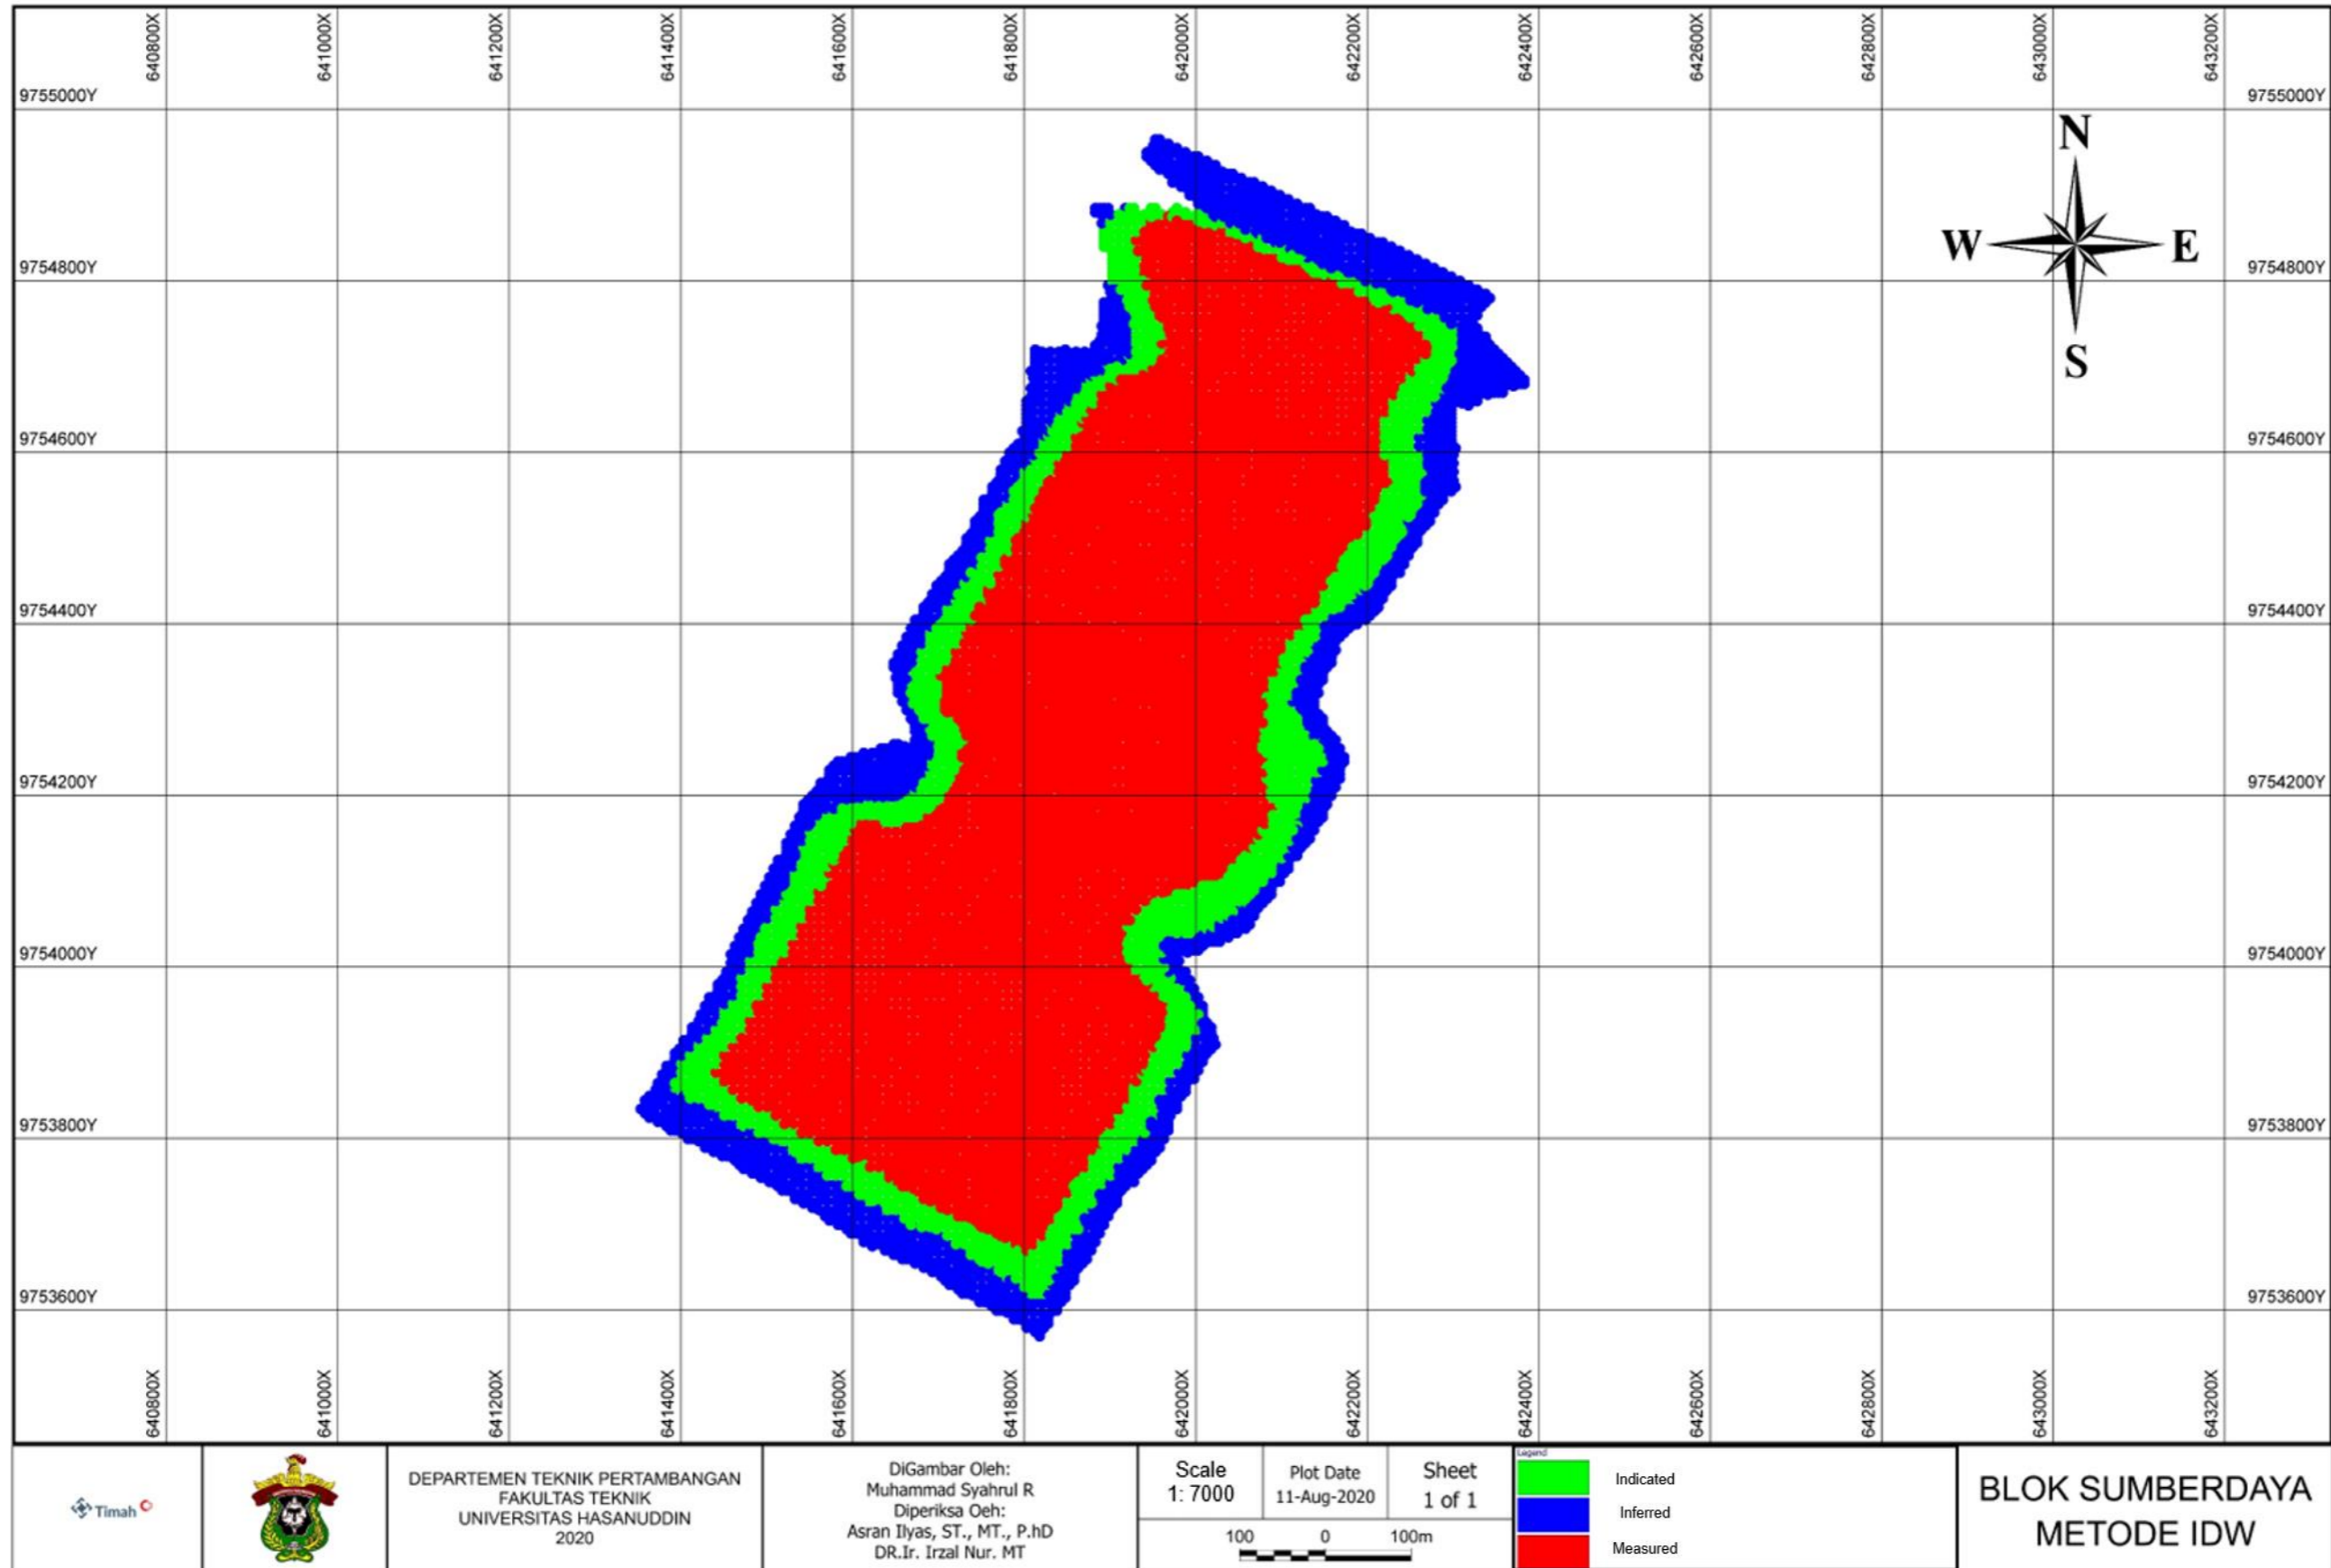 640800X
641000X
641200X
641400X
641600X
641800X
642000X
642200X
642400X
642600X
642800X
643000X
643200X
9755000Y
9755000Y
N
W
E
S
9754800Y
9754800Y
9754600Y
9754600Y
9754400Y
9754400Y
9754200Y
9754200Y
9754000Y
9754000Y
9753800Y
9753800Y
9753600Y
9753600Y
640800X
641000X
641200X
641400X
641600X
641800X
642000X
642200X
642400X
642600X
642800X
643000X
643200X
Timah
DEPARTEMEN TEKNIK PERTAMBANGAN
FAKULTAS TEKNIK
UNIVERSITAS HASANUDDIN
2020
DiGambar Oleh:
Muhammad Syahrul R
Diperiksa Oeh:
Asran Ilyas, ST., MT., P.hD
DR.Ir. Irzal Nur. MT
Scale
1: 7000
Plot Date
11-Aug-2020
Sheet
1 of 1
100 0 100m
Legend
Indicated
Inferred
Measured
BLOK SUMBERDAYA
METODE IDW